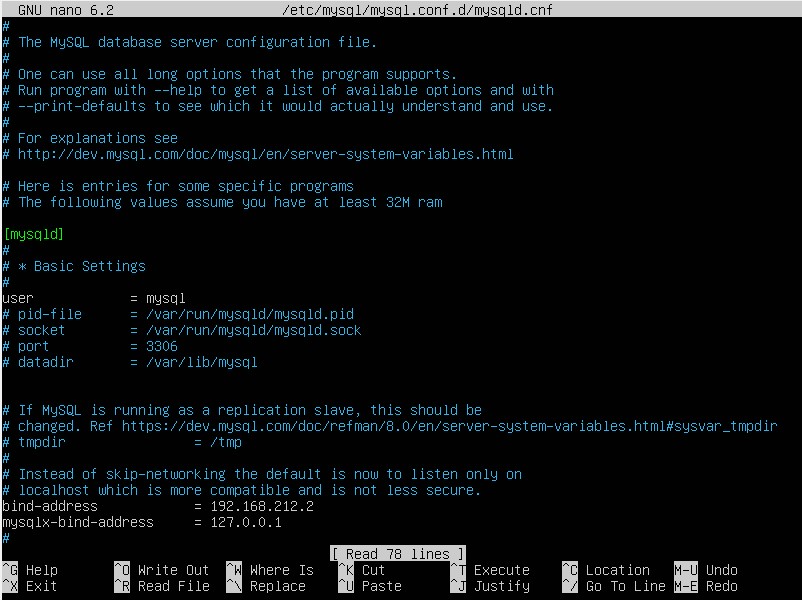 GNU nano 6.2 /etc/mysql/mysql.conf.d/mysqld.cnf
#
# The MySQL database server configuration file.
#
# One can use all long options that the program supports.
# Run program with --help to get a list of available options and with
# --print-defaults to see which it would actually understand and use.
#
# For explanations see
# http://dev.mysql.com/doc/mysql/en/server-system-variables.html

# Here is entries for some specific programs
# The following values assume you have at least 32M ram

[mysqld]
#
# * Basic Settings
#
user = mysql
# pid-file = /var/run/mysqld/mysqld.pid
# socket = /var/run/mysqld/mysqld.sock
# port = 3306
# datadir = /var/lib/mysql

# If MySQL is running as a replication slave, this should be
# changed. Ref https://dev.mysql.com/doc/refman/8.0/en/server-system-variables.html#sysvar_tmpdir
# tmpdir = /tmp
#
# Instead of skip-networking the default is now to listen only on
# localhost which is more compatible and is not less secure.
bind-address = 192.168.212.2
mysqlx-bind-address = 127.0.0.1
#
[ Read 78 lines ]
^G Help ^O Write Out ^W Where Is ^K Cut ^T Execute ^C Location M-U Undo
^X Exit ^R Read File ^\ Replace ^U Paste ^J Justify ^/ Go To Line M-E Redo